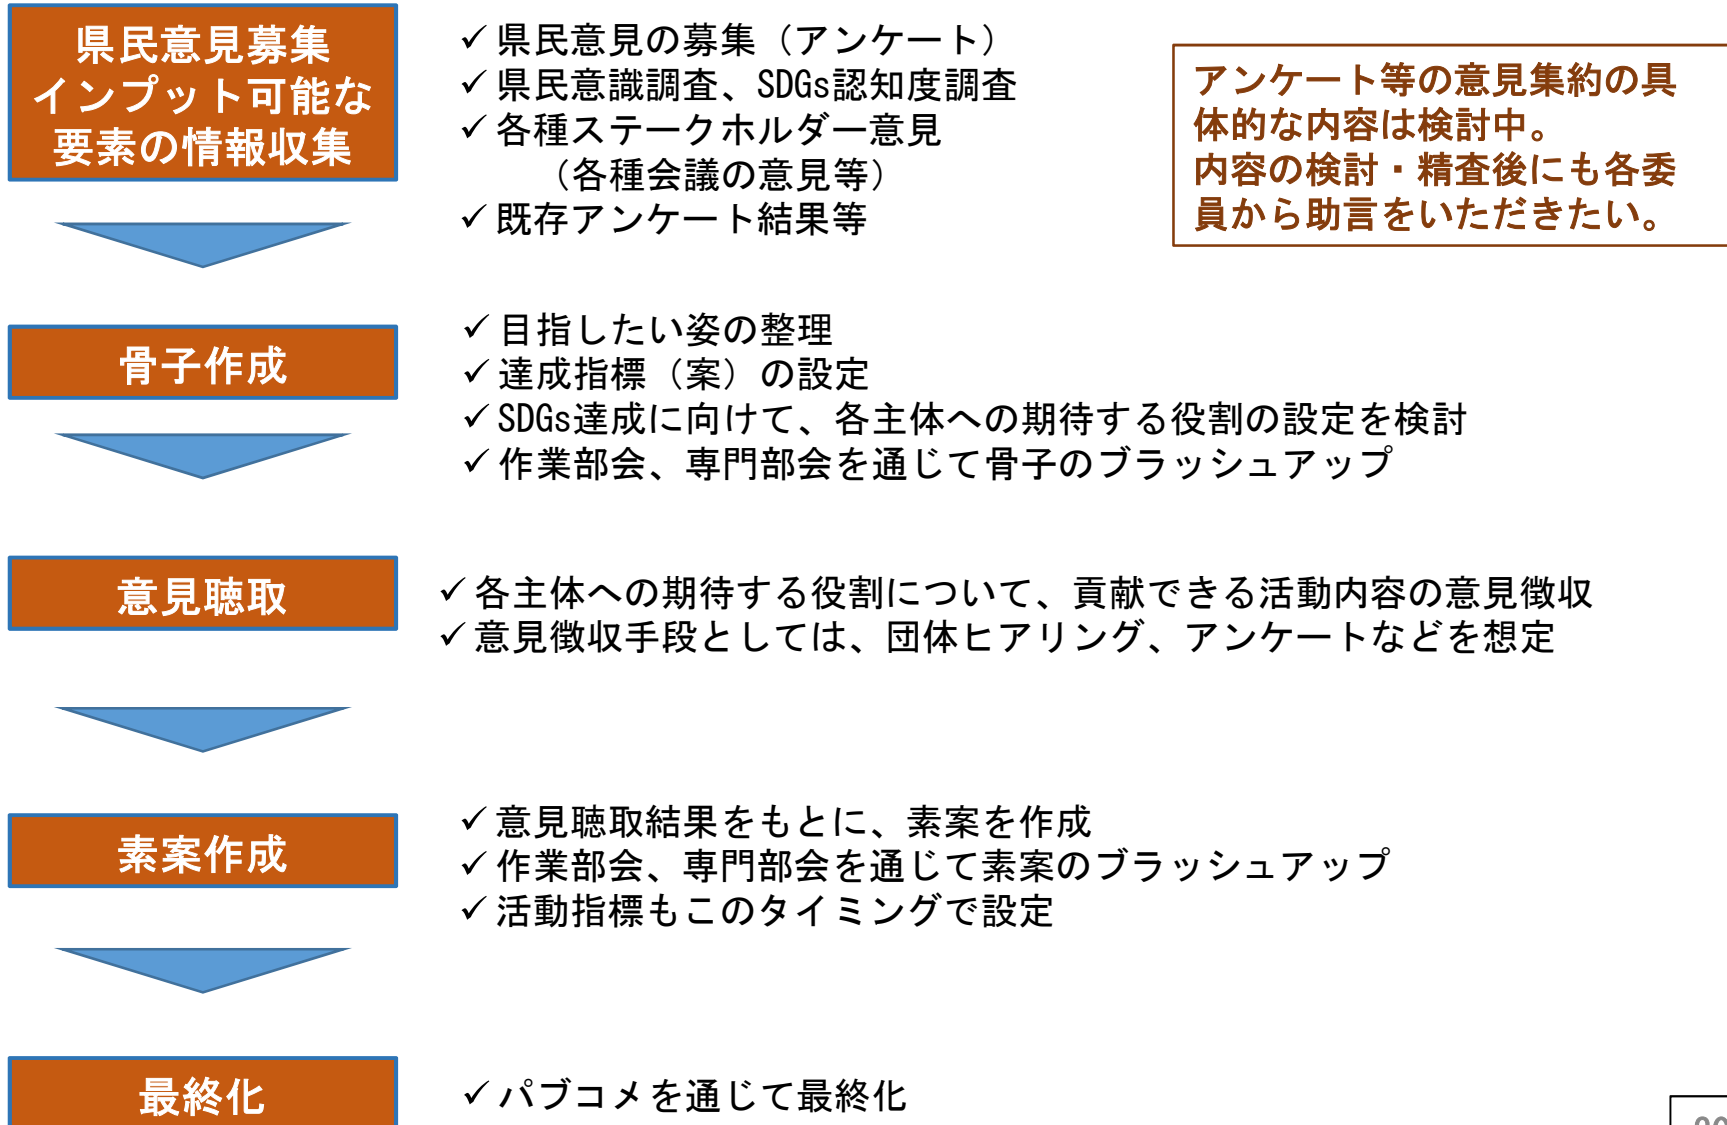 県民意見募集
インプット可能な
要素の情報収集
✓県民意見の募集（アンケート）
✓県民意識調査、SDGs認知度調査
✓各種ステークホルダー意見
（各種会議の意見等）
✓既存アンケート結果等
アンケート等の意見集約の具
体的な内容は検討中。
内容の検討・精査後にも各委
員から助言をいただきたい。
骨子作成
✓目指したい姿の整理
✓達成指標（案）の設定
✓SDGs達成に向けて、各主体への期待する役割の設定を検討
✓作業部会、専門部会を通じて骨子のブラッシュアップ
意見聴取
✓各主体への期待する役割について、貢献できる活動内容の意見徴収
✓意見徴収手段としては、団体ヒアリング、アンケートなどを想定
素案作成
✓意見聴取結果をもとに、素案を作成
✓作業部会、専門部会を通じて素案のブラッシュアップ
✓活動指標もこのタイミングで設定
最終化
✓パブコメを通じて最終化